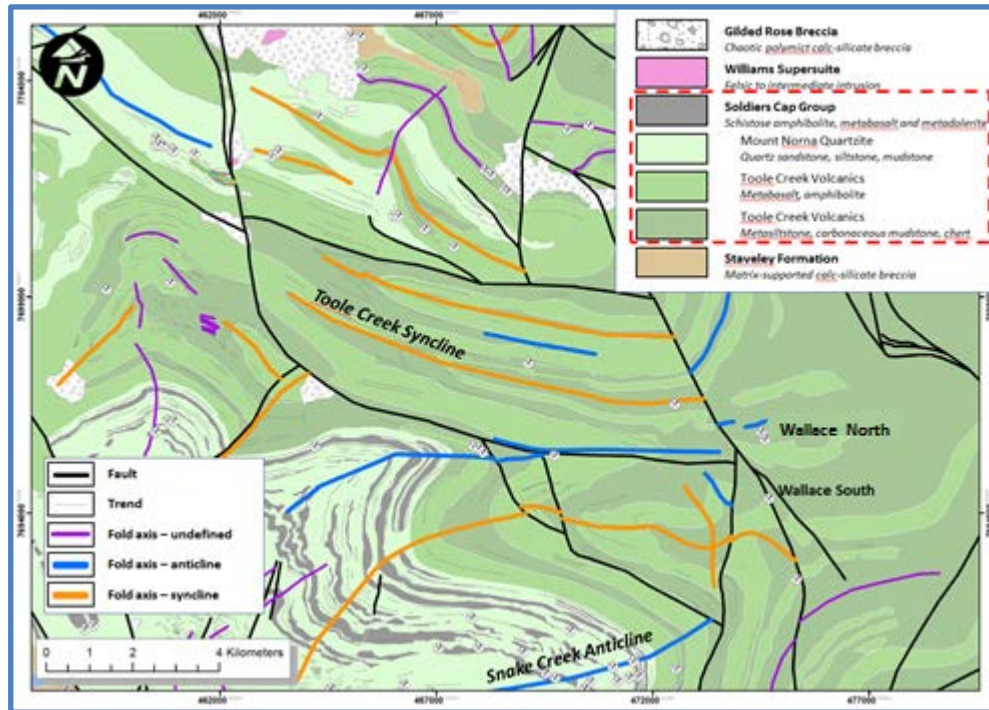 462000
467000
7704000
N
Gilded Rose Breccia
Chaotic polymict calc-silicate breccia
Williams Supersuite
Felsic to intermediate intrusion
Soldiers Cap Group
Schistose amphibolite, metabasalt and metadolerite
Mount Norna Quartzite
Quartz sandstone, siltstone, mudstone
Toole Creek Volcanics
Metabasalt, amphibolite
Toole Creek Volcanics
Metasiltstone, carbonaceous mudstone, chert
Staveley Formation
Matrix-supported calc-silicate breccia
7699000
Toole Creek Syncline
Wallace North
Wallace South
7694000
Fault
Trend
Fold axis – undefined
Fold axis – anticline
Fold axis – syncline
0 1 2 4 Kilometers
Snake Creek Anticline
462000
467000
472000
477000